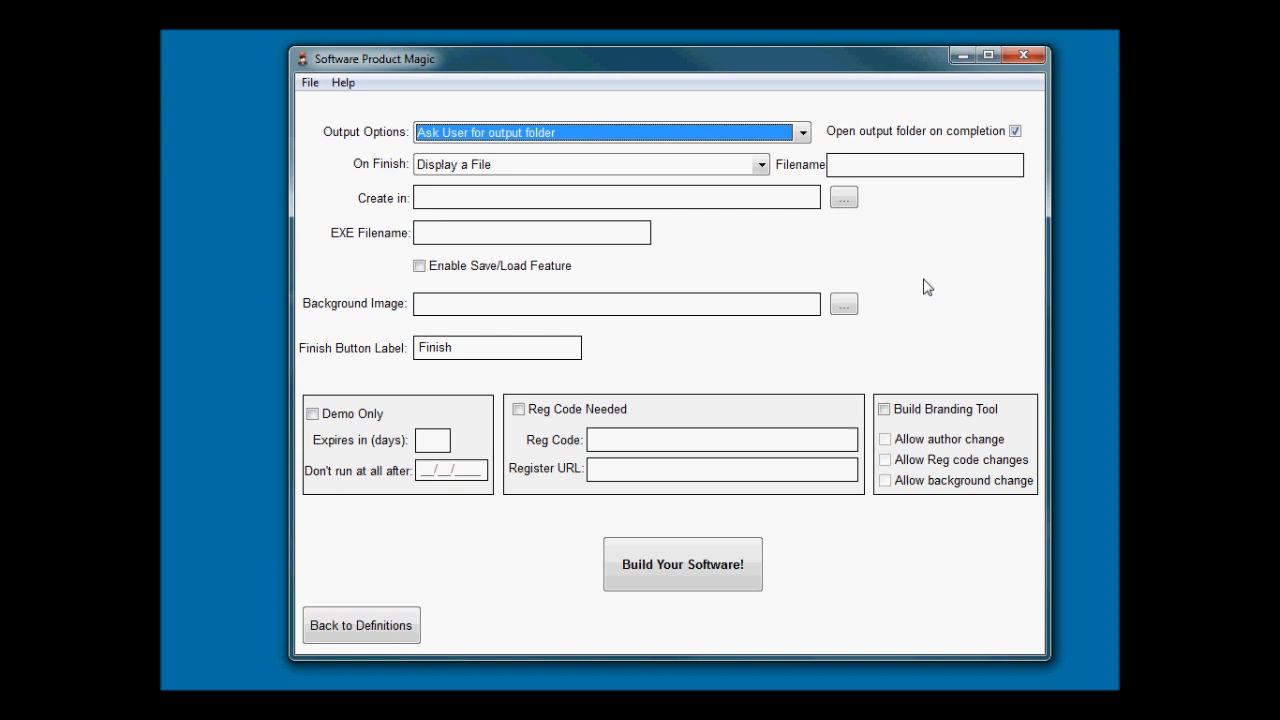 Software Product Magic
File Help
Output Options: Ask User for output folder Open output folder on completion
On Finish: Display a File Filename
Create in: ...
EXE Filename:
Enable Save/Load Feature
Background Image: ...
Finish Button Label: Finish
Demo Only
Expires in (days):
Don't run at all after: __/__/____
Reg Code Needed
Reg Code:
Register URL:
Build Branding Tool
Allow author change
Allow Reg code changes
Allow background change
Build Your Software!
Back to Definitions